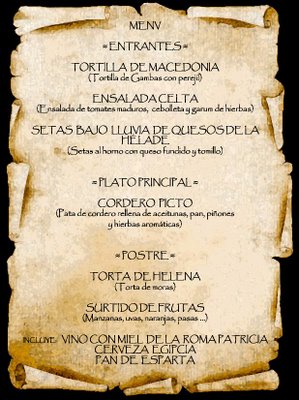 MENV
≈ ENTRANTES ≈
TORTILLA DE MACEDONIA
(Tortilla de Gambas con perejil)
ENSALADA CELTA
(Ensalada de tomates maduros, cebolleta y garum de hierbas)
SETAS BAJO LLUVIA DE QUESOS DE LA
HÉLADE
(Setas al horno con queso fundido y tomillo)
≈ PLATO PRINCIPAL ≈
CORDERO PICTO
(Pata de cordero rellena de aceitunas, pan, piñones
y hierbas aromáticas)
≈ POSTRE ≈
TORTA DE HELENA
(Torta de moras)
SURTIDO DE FRUTAS
(Manzanas, uvas, naranjas, pasas ...)
INCLUYE: VINO CON MIEL DE LA ROMA PATRICIA
CERVEZA EGIPCIA
PAN DE ESPARTA